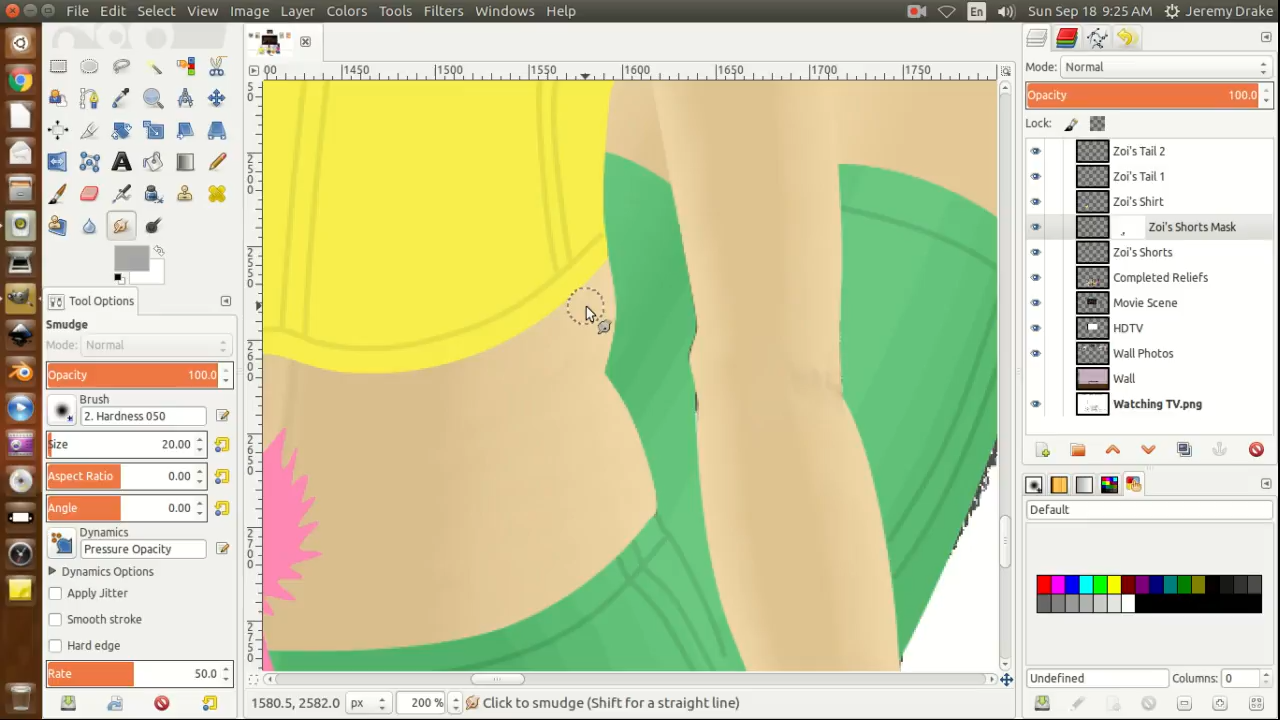 File Edit Select View Image Layer Colors Tools Filters Windows Help
En Sun Sep 18 9:25 AM Jeremy Drake
Mode: Normal
Opacity 100.0
Lock:
Zoi's Tail 2
Zoi's Tail 1
Zoi's Shirt
Zoi's Shorts Mask
Zoi's Shorts
Completed Reliefs
Movie Scene
HDTV
Wall Photos
Wall
Watching TV.png
Default
Undefined Columns: 0
1450 1500 1550 1600 1650 1700 1750
Tool Options
Smudge
Mode: Normal
Opacity 100.0
Brush
2. Hardness 050
Size 20.00
Aspect Ratio 0.00
Angle 0.00
Dynamics
Pressure Opacity
Dynamics Options
Apply Jitter
Smooth stroke
Hard edge
Rate 50.0
1580.5, 2582.0 px 200 % Click to smudge (Shift for a straight line)